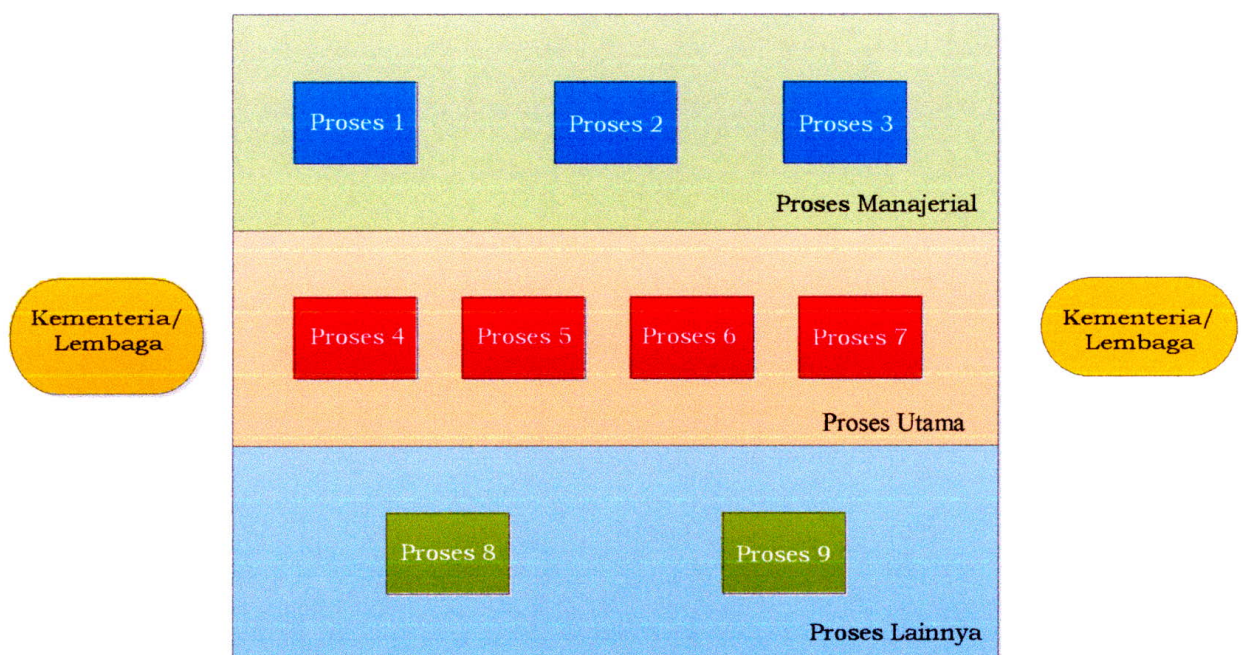 Proses 1
Proses 2
Proses 3
Proses Manajerial
Kementeria/
Lembaga
Proses 4
Proses 5
Proses 6
Proses 7
Kementeria/
Lembaga
Proses Utama
Proses 8
Proses 9
Proses Lainnya